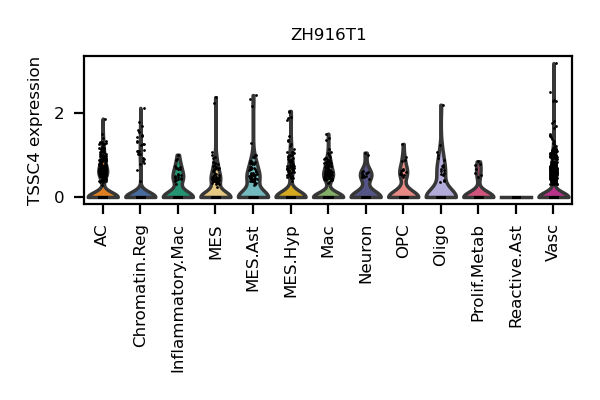 ZH916T1
TSSC4 expression
2
0
AC
Chromatin.Reg
Inflammatory.Mac
MES
MES.Ast
MES.Hyp
Mac
Neuron
OPC
Oligo
Prolif.Metab
Reactive.Ast
Vasc